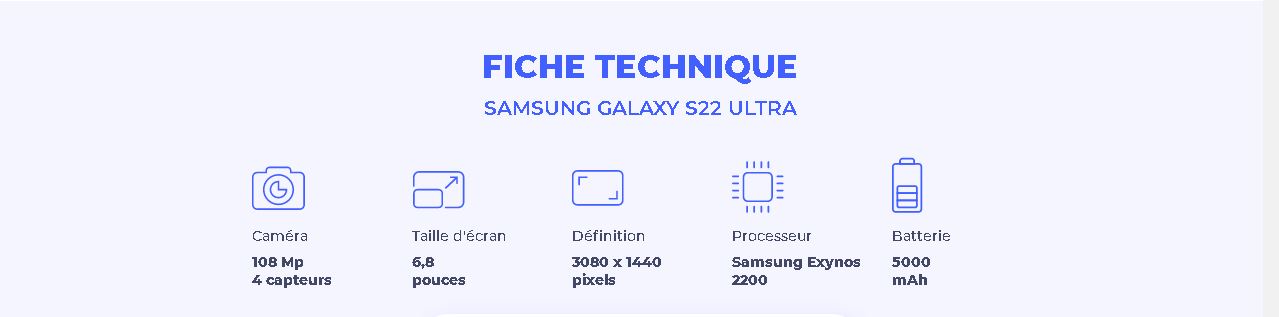 FICHE TECHNIQUE
SAMSUNG GALAXY S22 ULTRA
Caméra
108 Mp
4 capteurs
Taille d'écran
6,8
pouces
Définition
3080 x 1440
pixels
Processeur
Samsung Exynos
2200
Batterie
5000
mAh